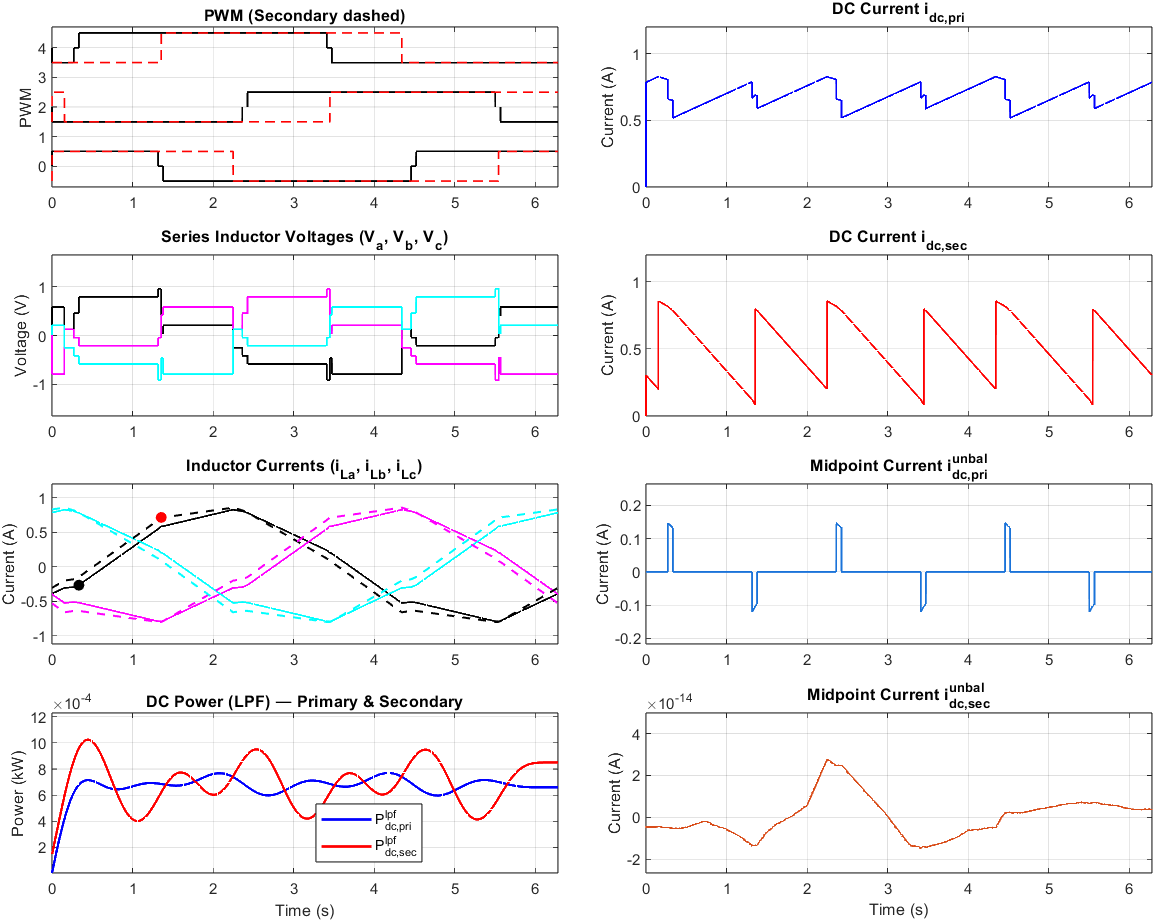 PWM (Secondary dashed)
PWM
4
3
2
1
0
0 1 2 3 4 5 6
DC Current i_dc,pri
Current (A)
1
0.5
0
0 1 2 3 4 5 6
Series Inductor Voltages (V_a, V_b, V_c)
Voltage (V)
1
0
-1
0 1 2 3 4 5 6
DC Current i_dc,sec
Current (A)
1
0.5
0
0 1 2 3 4 5 6
Inductor Currents (i_La, i_Lb, i_Lc)
Current (A)
1
0.5
0
-0.5
-1
0 1 2 3 4 5 6
Midpoint Current i^unbal_dc,pri
Current (A)
0.2
0.1
0
-0.1
-0.2
0 1 2 3 4 5 6
DC Power (LPF) — Primary & Secondary
×10^-4
Power (kW)
12
10
8
6
4
2
P^lpf_dc,pri
P^lpf_dc,sec
0 1 2 3 4 5 6
Time (s)
Midpoint Current i^unbal_dc,sec
×10^-14
Current (A)
4
2
0
-2
0 1 2 3 4 5 6
Time (s)